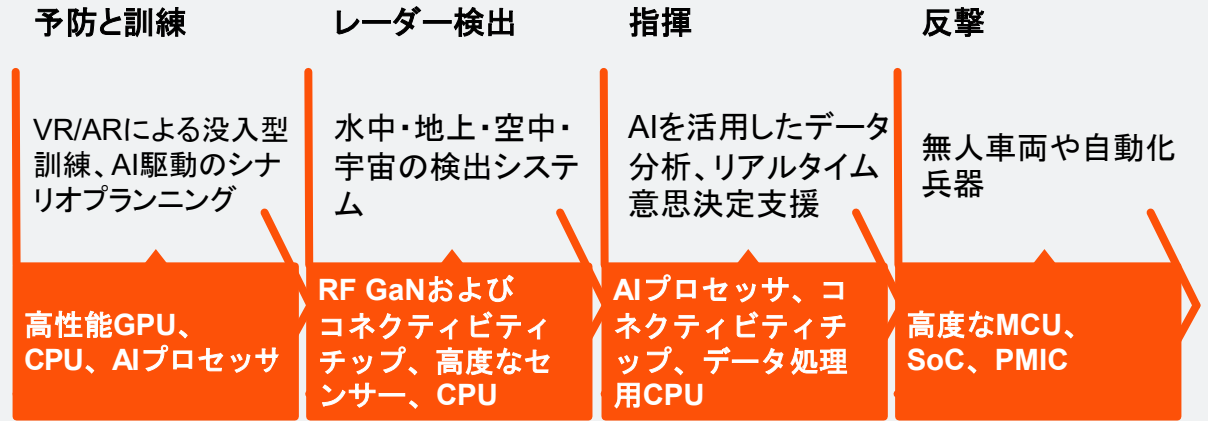 予防と訓練
VR/ARによる没入型
訓練、AI駆動のシナ
リオプランニング
高性能GPU、
CPU、AIプロセッサ
レーダー検出
水中・地上・空中・
宇宙の検出システ
ム
RF GaNおよび
コネクティビティ
チップ、高度なセ
ンサー、CPU
指揮
AIを活用したデータ
分析、リアルタイム
意思決定支援
AIプロセッサ、コ
ネクティビティチ
ップ、データ処理
用CPU
反撃
無人車両や自動化
兵器
高度なMCU、
SoC、PMIC